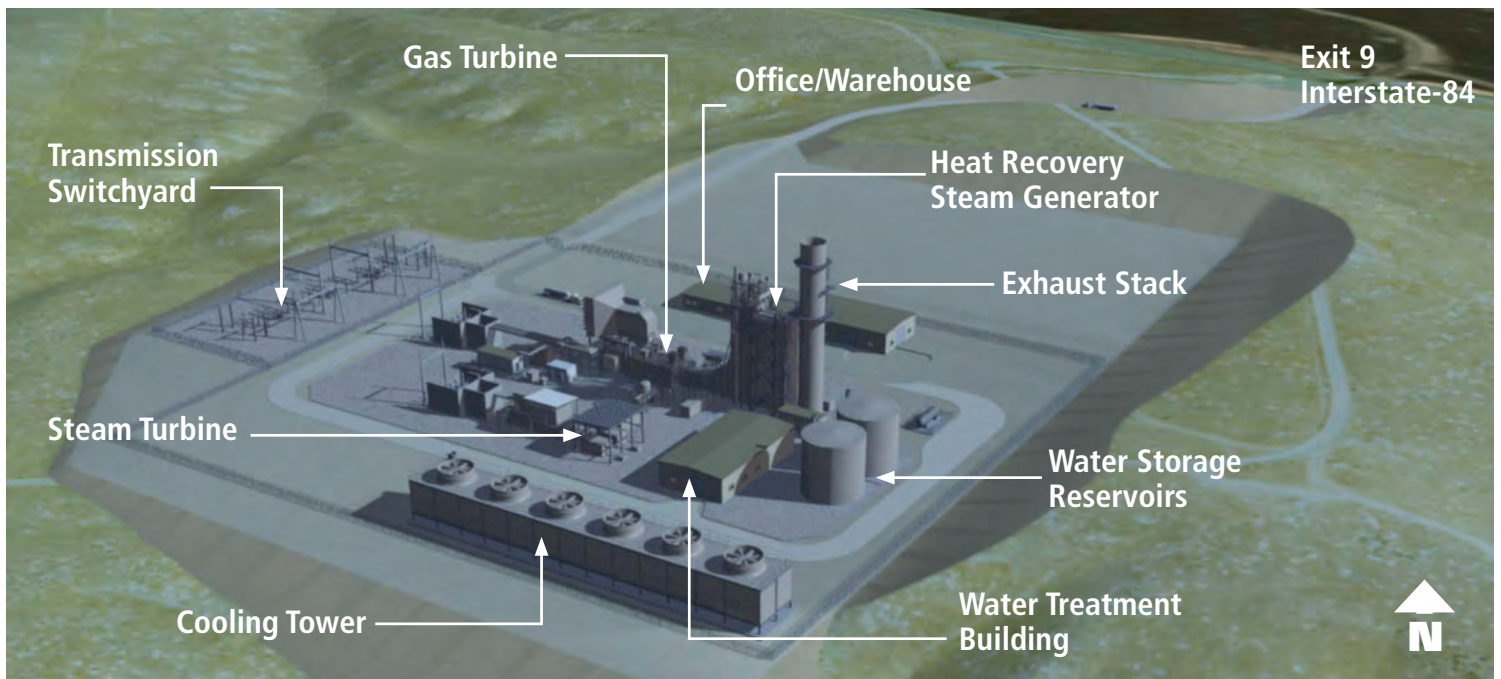 Gas Turbine
Office/Warehouse
Exit 9
Interstate-84
Transmission
Switchyard
Heat Recovery
Steam Generator
Exhaust Stack
Steam Turbine
Water Storage
Reservoirs
Cooling Tower
Water Treatment
Building
N